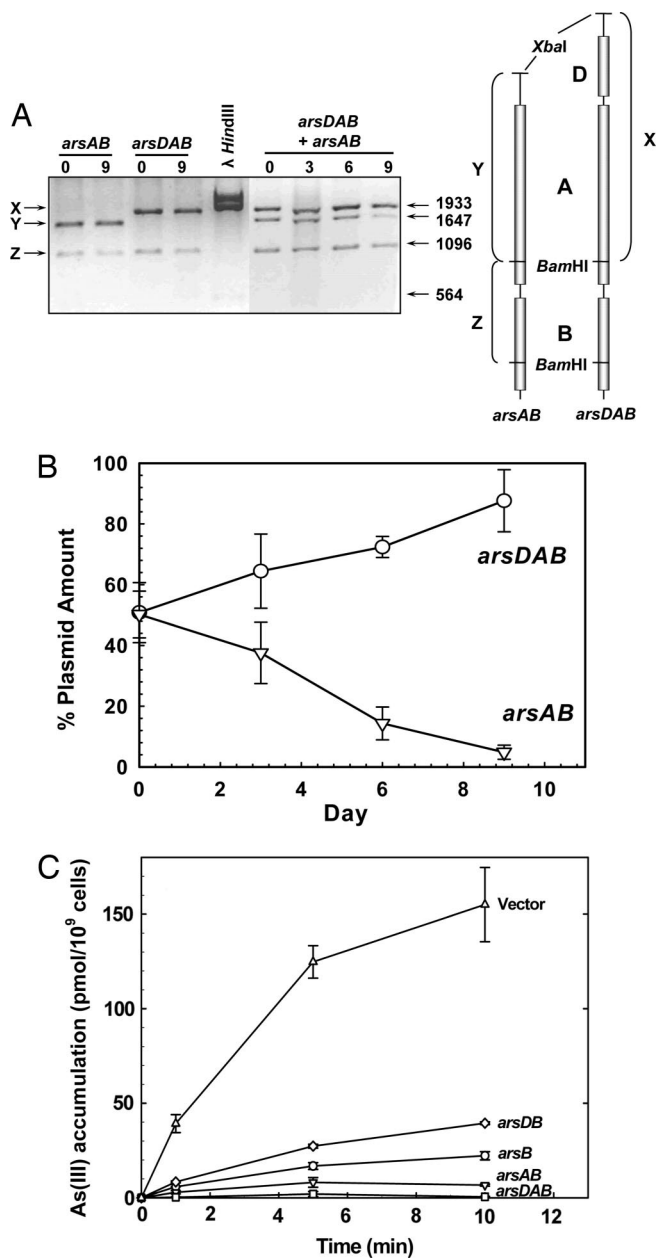 A
arsAB
arsDAB
λ HindIII
arsDAB
+ arsAB
0 9 0 9 0 3 6 9
X
Y
Z
1933
1647
1096
564
XbaI
D
Y
A
X
BamHI
Z
B
BamHI
arsAB arsDAB
B
% Plasmid Amount
100
80
60
40
20
0
arsDAB
arsAB
0 2 4 6 8 10
Day
C
As(III) accumulation (pmol/10⁹ cells)
150
100
50
0
Vector
arsDB
arsB
arsAB
arsDAB
0 2 4 6 8 10 12
Time (min)